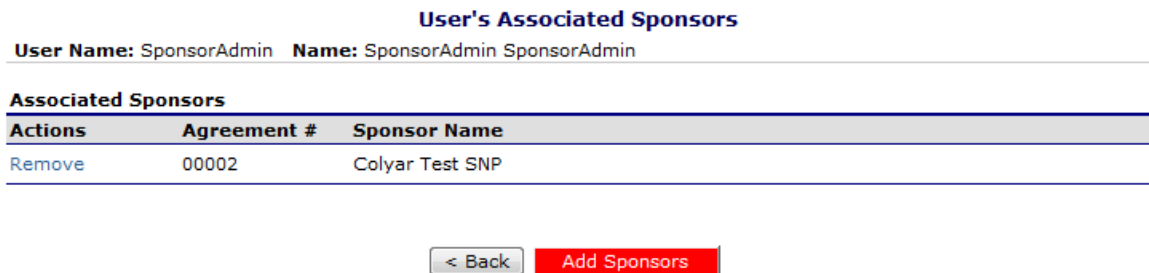 User's Associated Sponsors
User Name: SponsorAdmin Name: SponsorAdmin SponsorAdmin
Associated Sponsors
Actions Agreement # Sponsor Name
Remove 00002 Colyar Test SNP
< Back Add Sponsors